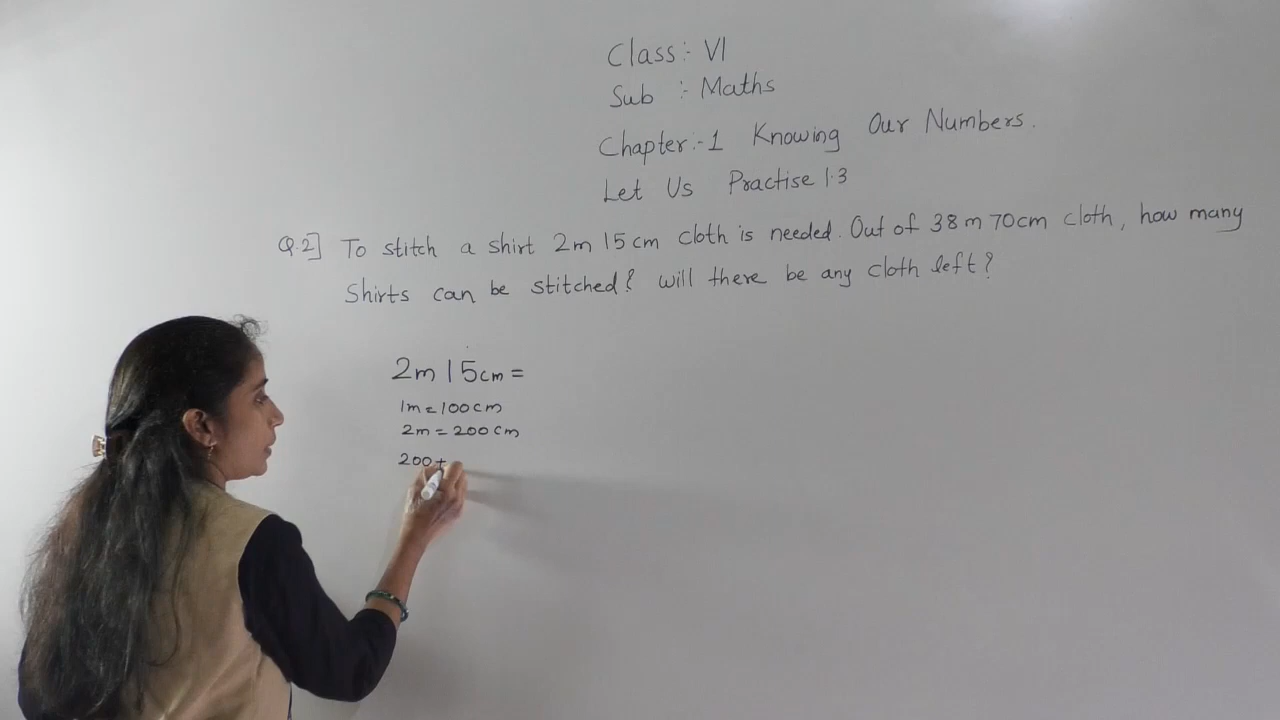 Class:- VI
Sub :- Maths
Chapter:-1 Knowing Our Numbers.
Let Us Practise 1.3
Q.2] To stitch a shirt 2m 15cm cloth is needed. Out of 38m 70cm cloth, how many
Shirts can be stitched? will there be any cloth left?
2m 15cm =
1m = 100cm
2m = 200cm
200+